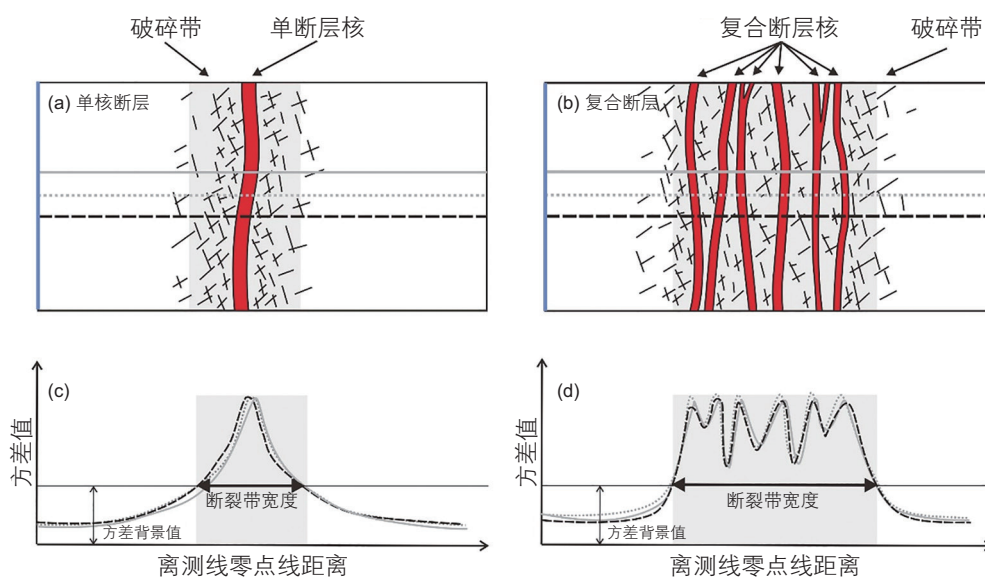 破碎带
单断层核
(a) 单核断层
复合断层核
破碎带
(b) 复合断层
(c)
方差值
断裂带宽度
方差背景值
离测线零点线距离
(d)
方差值
断裂带宽度
方差背景值
离测线零点线距离